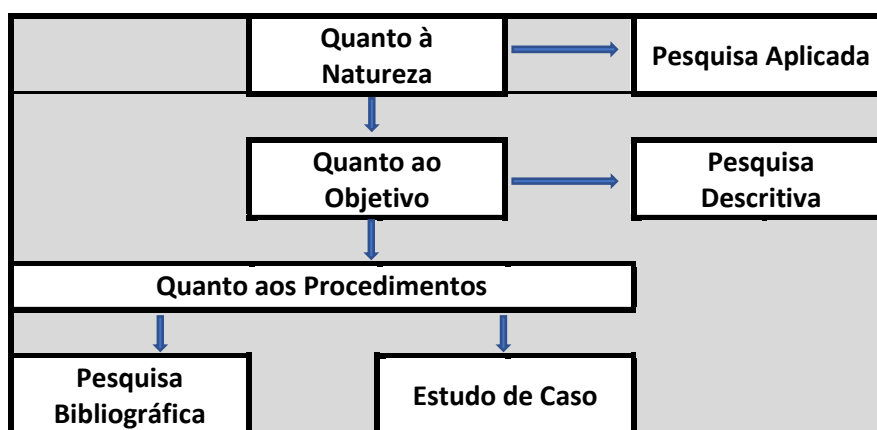 Quanto à
Natureza
Pesquisa Aplicada
Quanto ao
Objetivo
Pesquisa
Descritiva
Quanto aos Procedimentos
Pesquisa
Bibliográfica
Estudo de Caso